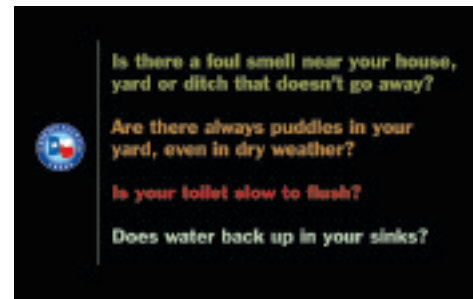 Is there a foul smell near your house,
yard or ditch that doesn't go away?
Are there always puddles in your
yard, even in dry weather?
Is your toilet slow to flush?
Does water back up in your sinks?